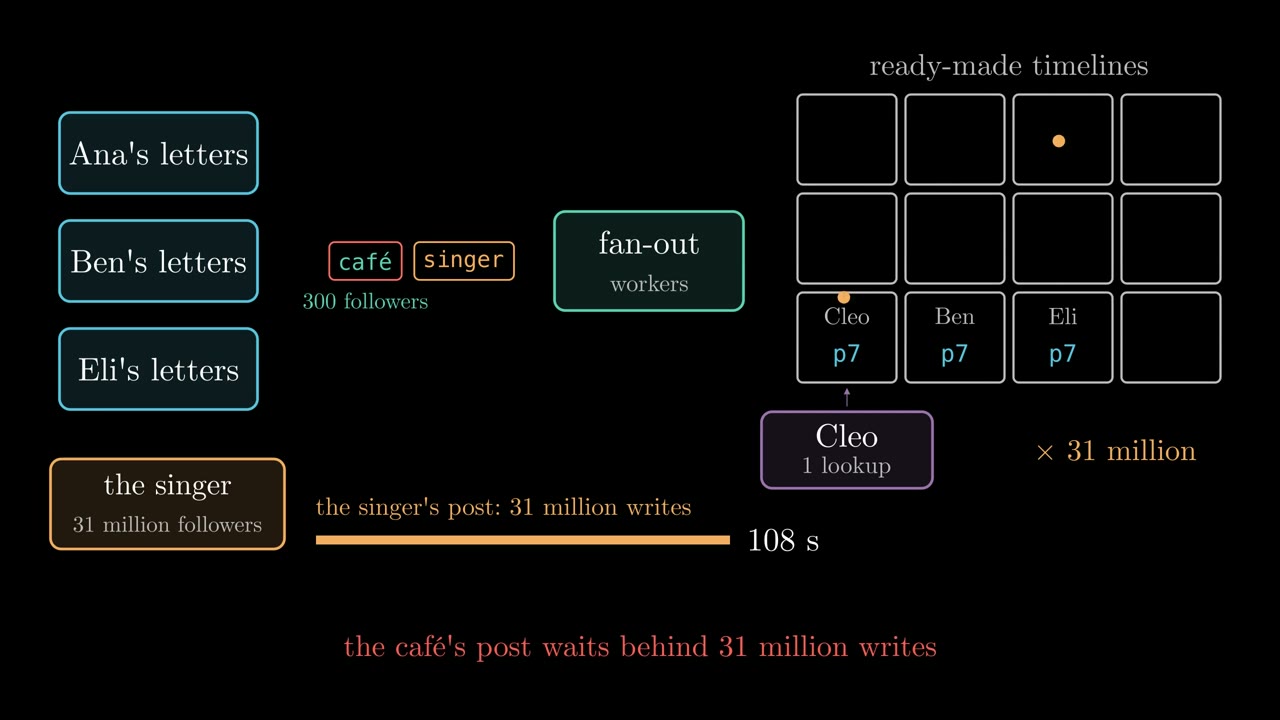 ready-made timelines
Ana's letters
Ben's letters
Eli's letters
café
singer
300 followers
fan-out
workers
Cleo
p7
Ben
p7
Eli
p7
Cleo
1 lookup
× 31 million
the singer
31 million followers
the singer's post: 31 million writes
108 s
the café's post waits behind 31 million writes